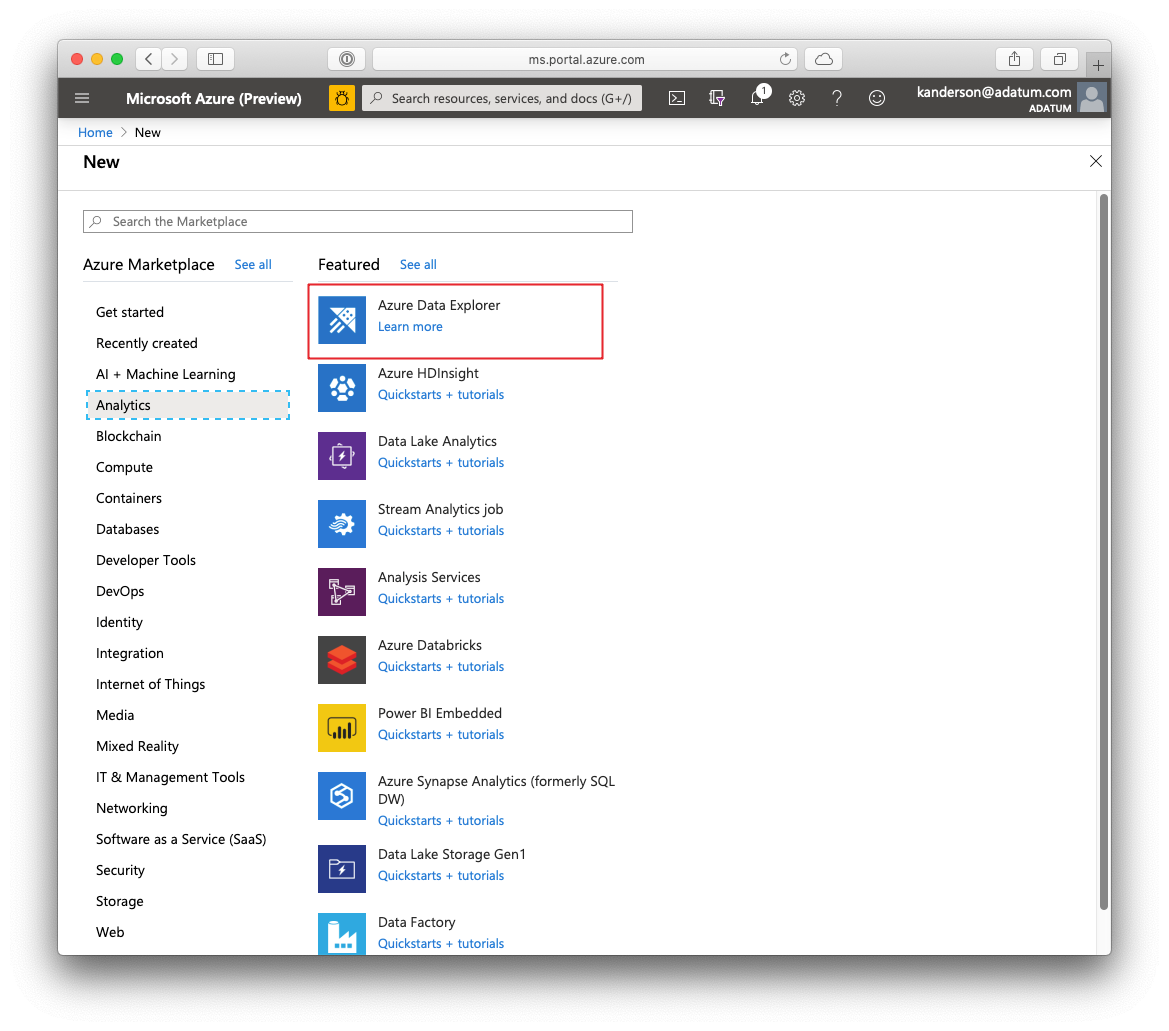 ms.portal.azure.com
Microsoft Azure (Preview)
Search resources, services, and docs (G+/)
1
kanderson@adatum.com
ADATUM
Home > New
New
Search the Marketplace
Azure Marketplace See all
Get started
Recently created
AI + Machine Learning
Analytics
Blockchain
Compute
Containers
Databases
Developer Tools
DevOps
Identity
Integration
Internet of Things
Media
Mixed Reality
IT & Management Tools
Networking
Software as a Service (SaaS)
Security
Storage
Web
Featured See all
Azure Data Explorer
Learn more
Azure HDInsight
Quickstarts + tutorials
Data Lake Analytics
Quickstarts + tutorials
Stream Analytics job
Quickstarts + tutorials
Analysis Services
Quickstarts + tutorials
Azure Databricks
Quickstarts + tutorials
Power BI Embedded
Quickstarts + tutorials
Azure Synapse Analytics (formerly SQL
DW)
Quickstarts + tutorials
Data Lake Storage Gen1
Quickstarts + tutorials
Data Factory
Quickstarts + tutorials